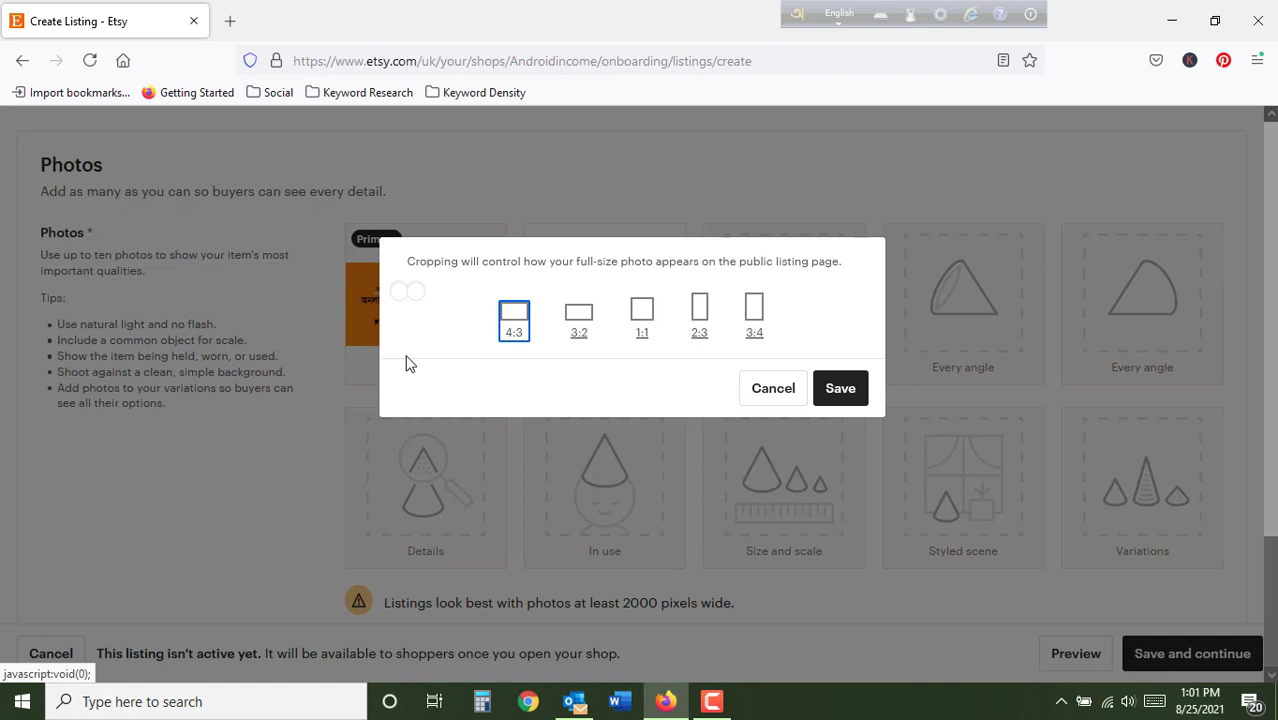 Create Listing - Etsy
English
https://www.etsy.com/uk/your/shops/Androidincome/onboarding/listings/create
Import bookmarks...
Getting Started
Social
Keyword Research
Keyword Density
Photos
Add as many as you can so buyers can see every detail.
Photos *
Use up to ten photos to show your item's most
important qualities.
Tips:
Use natural light and no flash.
Include a common object for scale.
Show the item being held, worn, or used.
Shoot against a clean, simple background.
Add photos to your variations so buyers can
see all their options.
Cropping will control how your full-size photo appears on the public listing page.
4:3
3:2
1:1
2:3
3:4
Cancel
Save
Every angle
Every angle
Details
In use
Size and scale
Styled scene
Variations
Listings look best with photos at least 2000 pixels wide.
Cancel
This listing isn't active yet. It will be available to shoppers once you open your shop.
Preview
Save and continue
javascript:void(0);
Type here to search
1:01 PM
8/25/2021
20